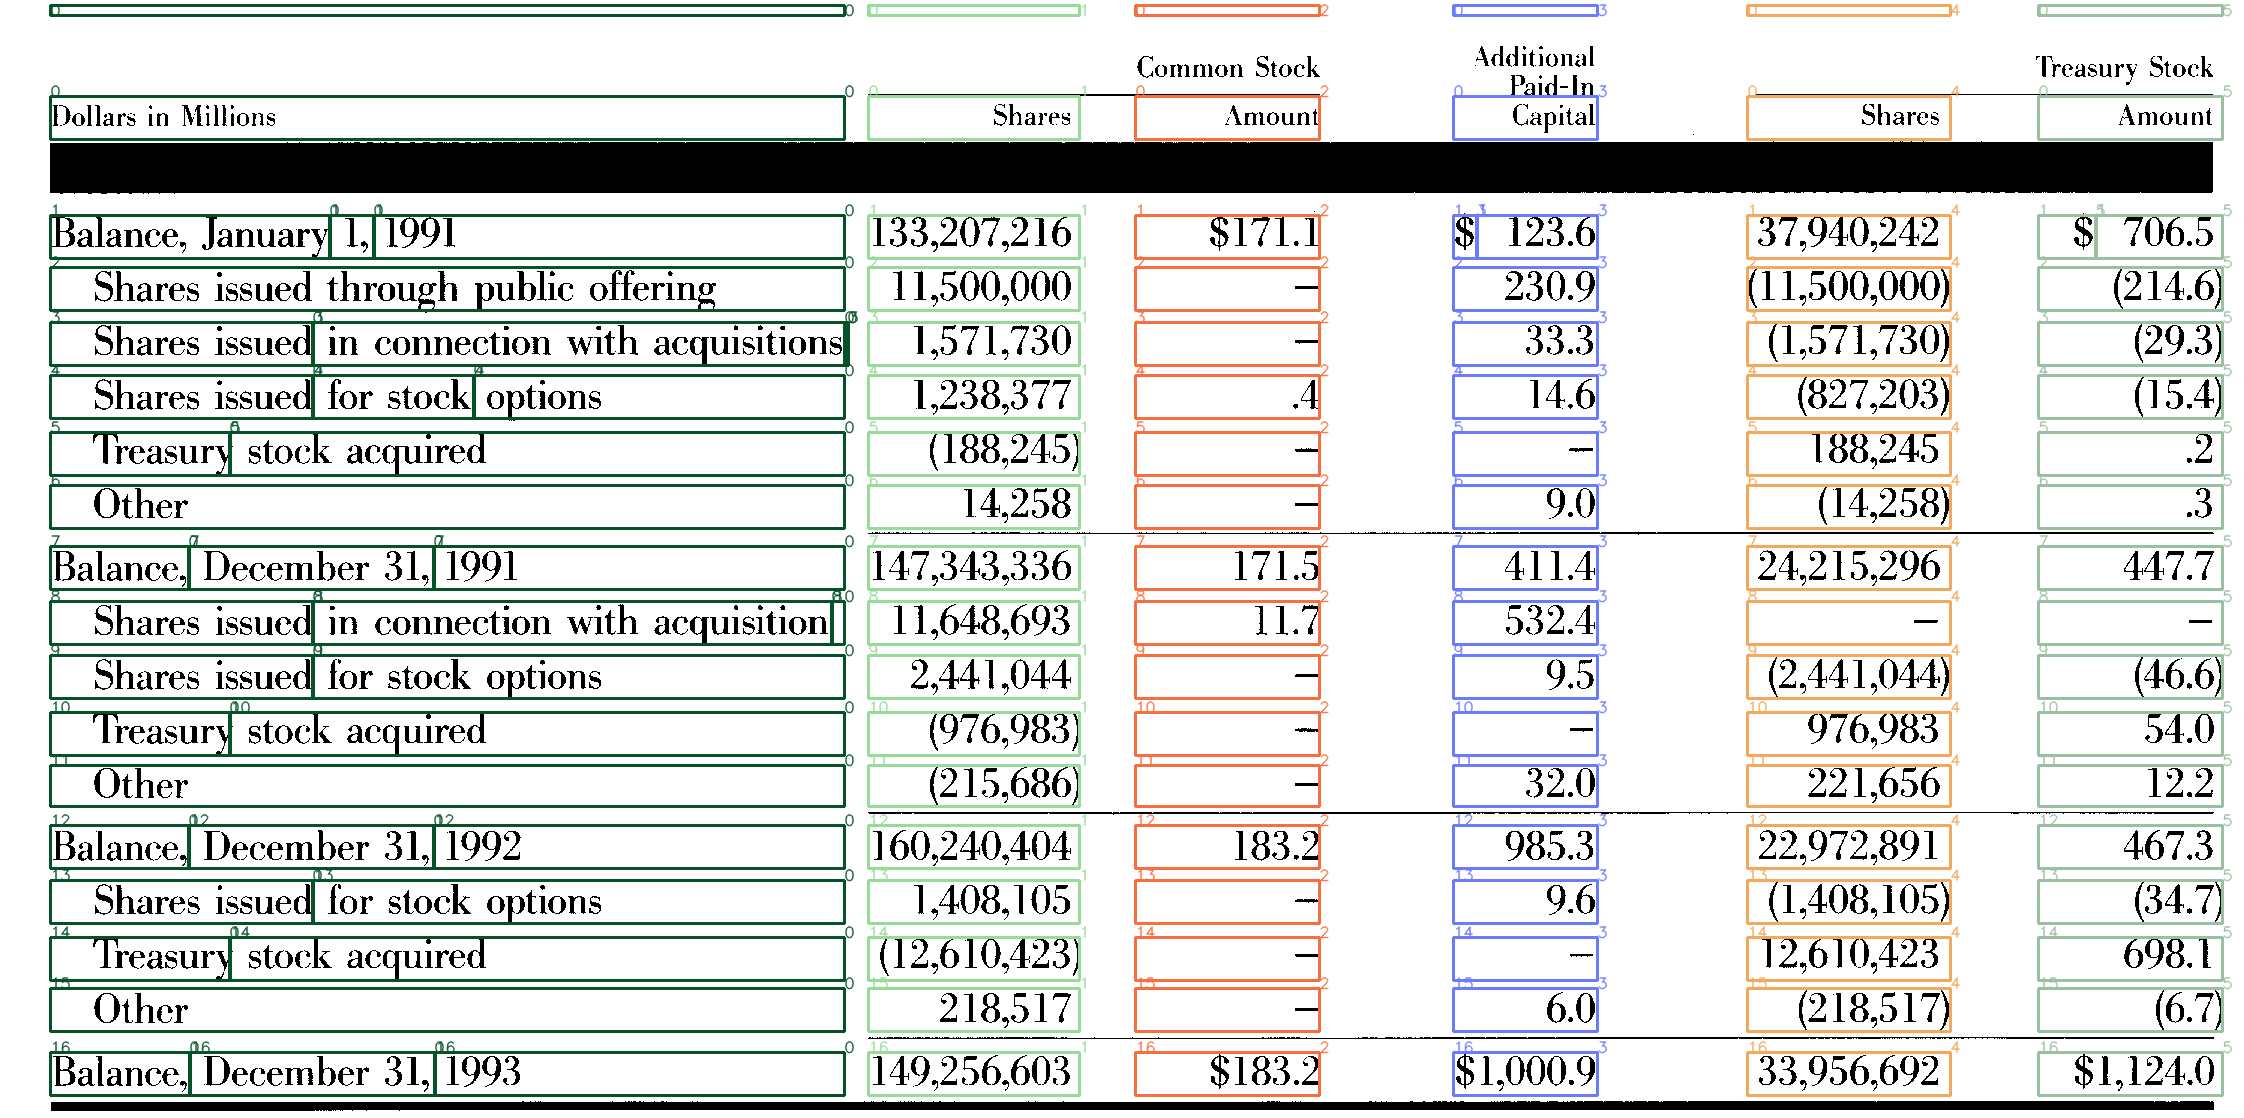 Common Stock Additional Paid-In Treasury Stock
Dollars in Millions Shares Amount Capital Shares Amount
Balance, January 1, 1991 133,207,216 $171.1 $ 123.6 37,940,242 $ 706.5
Shares issued through public offering 11,500,000 – 230.9 (11,500,000) (214.6)
Shares issued in connection with acquisitions 1,571,730 – 33.3 (1,571,730) (29.3)
Shares issued for stock options 1,238,377 .4 14.6 (827,203) (15.4)
Treasury stock acquired (188,245) – – 188,245 .2
Other 14,258 – 9.0 (14,258) .3
Balance, December 31, 1991 147,343,336 171.5 411.4 24,215,296 447.7
Shares issued in connection with acquisition 11,648,693 11.7 532.4 – –
Shares issued for stock options 2,441,044 – 9.5 (2,441,044) (46.6)
Treasury stock acquired (976,983) – – 976,983 54.0
Other (215,686) – 32.0 221,656 12.2
Balance, December 31, 1992 160,240,404 183.2 985.3 22,972,891 467.3
Shares issued for stock options 1,408,105 – 9.6 (1,408,105) (34.7)
Treasury stock acquired (12,610,423) – – 12,610,423 698.1
Other 218,517 – 6.0 (218,517) (6.7)
Balance, December 31, 1993 149,256,603 $183.2 $1,000.9 33,956,692 $1,124.0